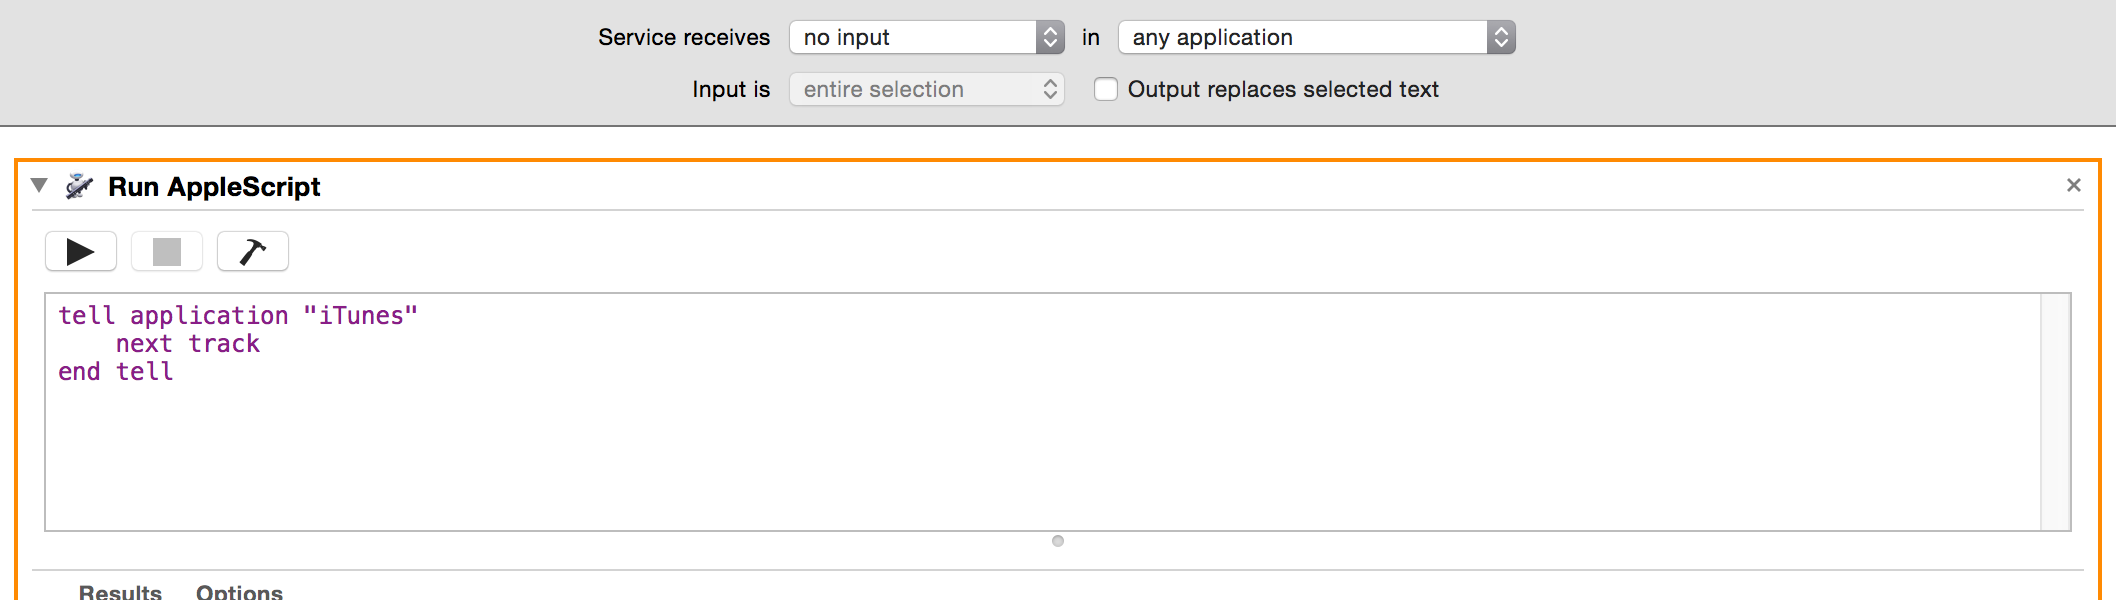 Service receives no input in any application
Input is entire selection Output replaces selected text
Run AppleScript
tell application "iTunes"
    next track
end tell
Results Options